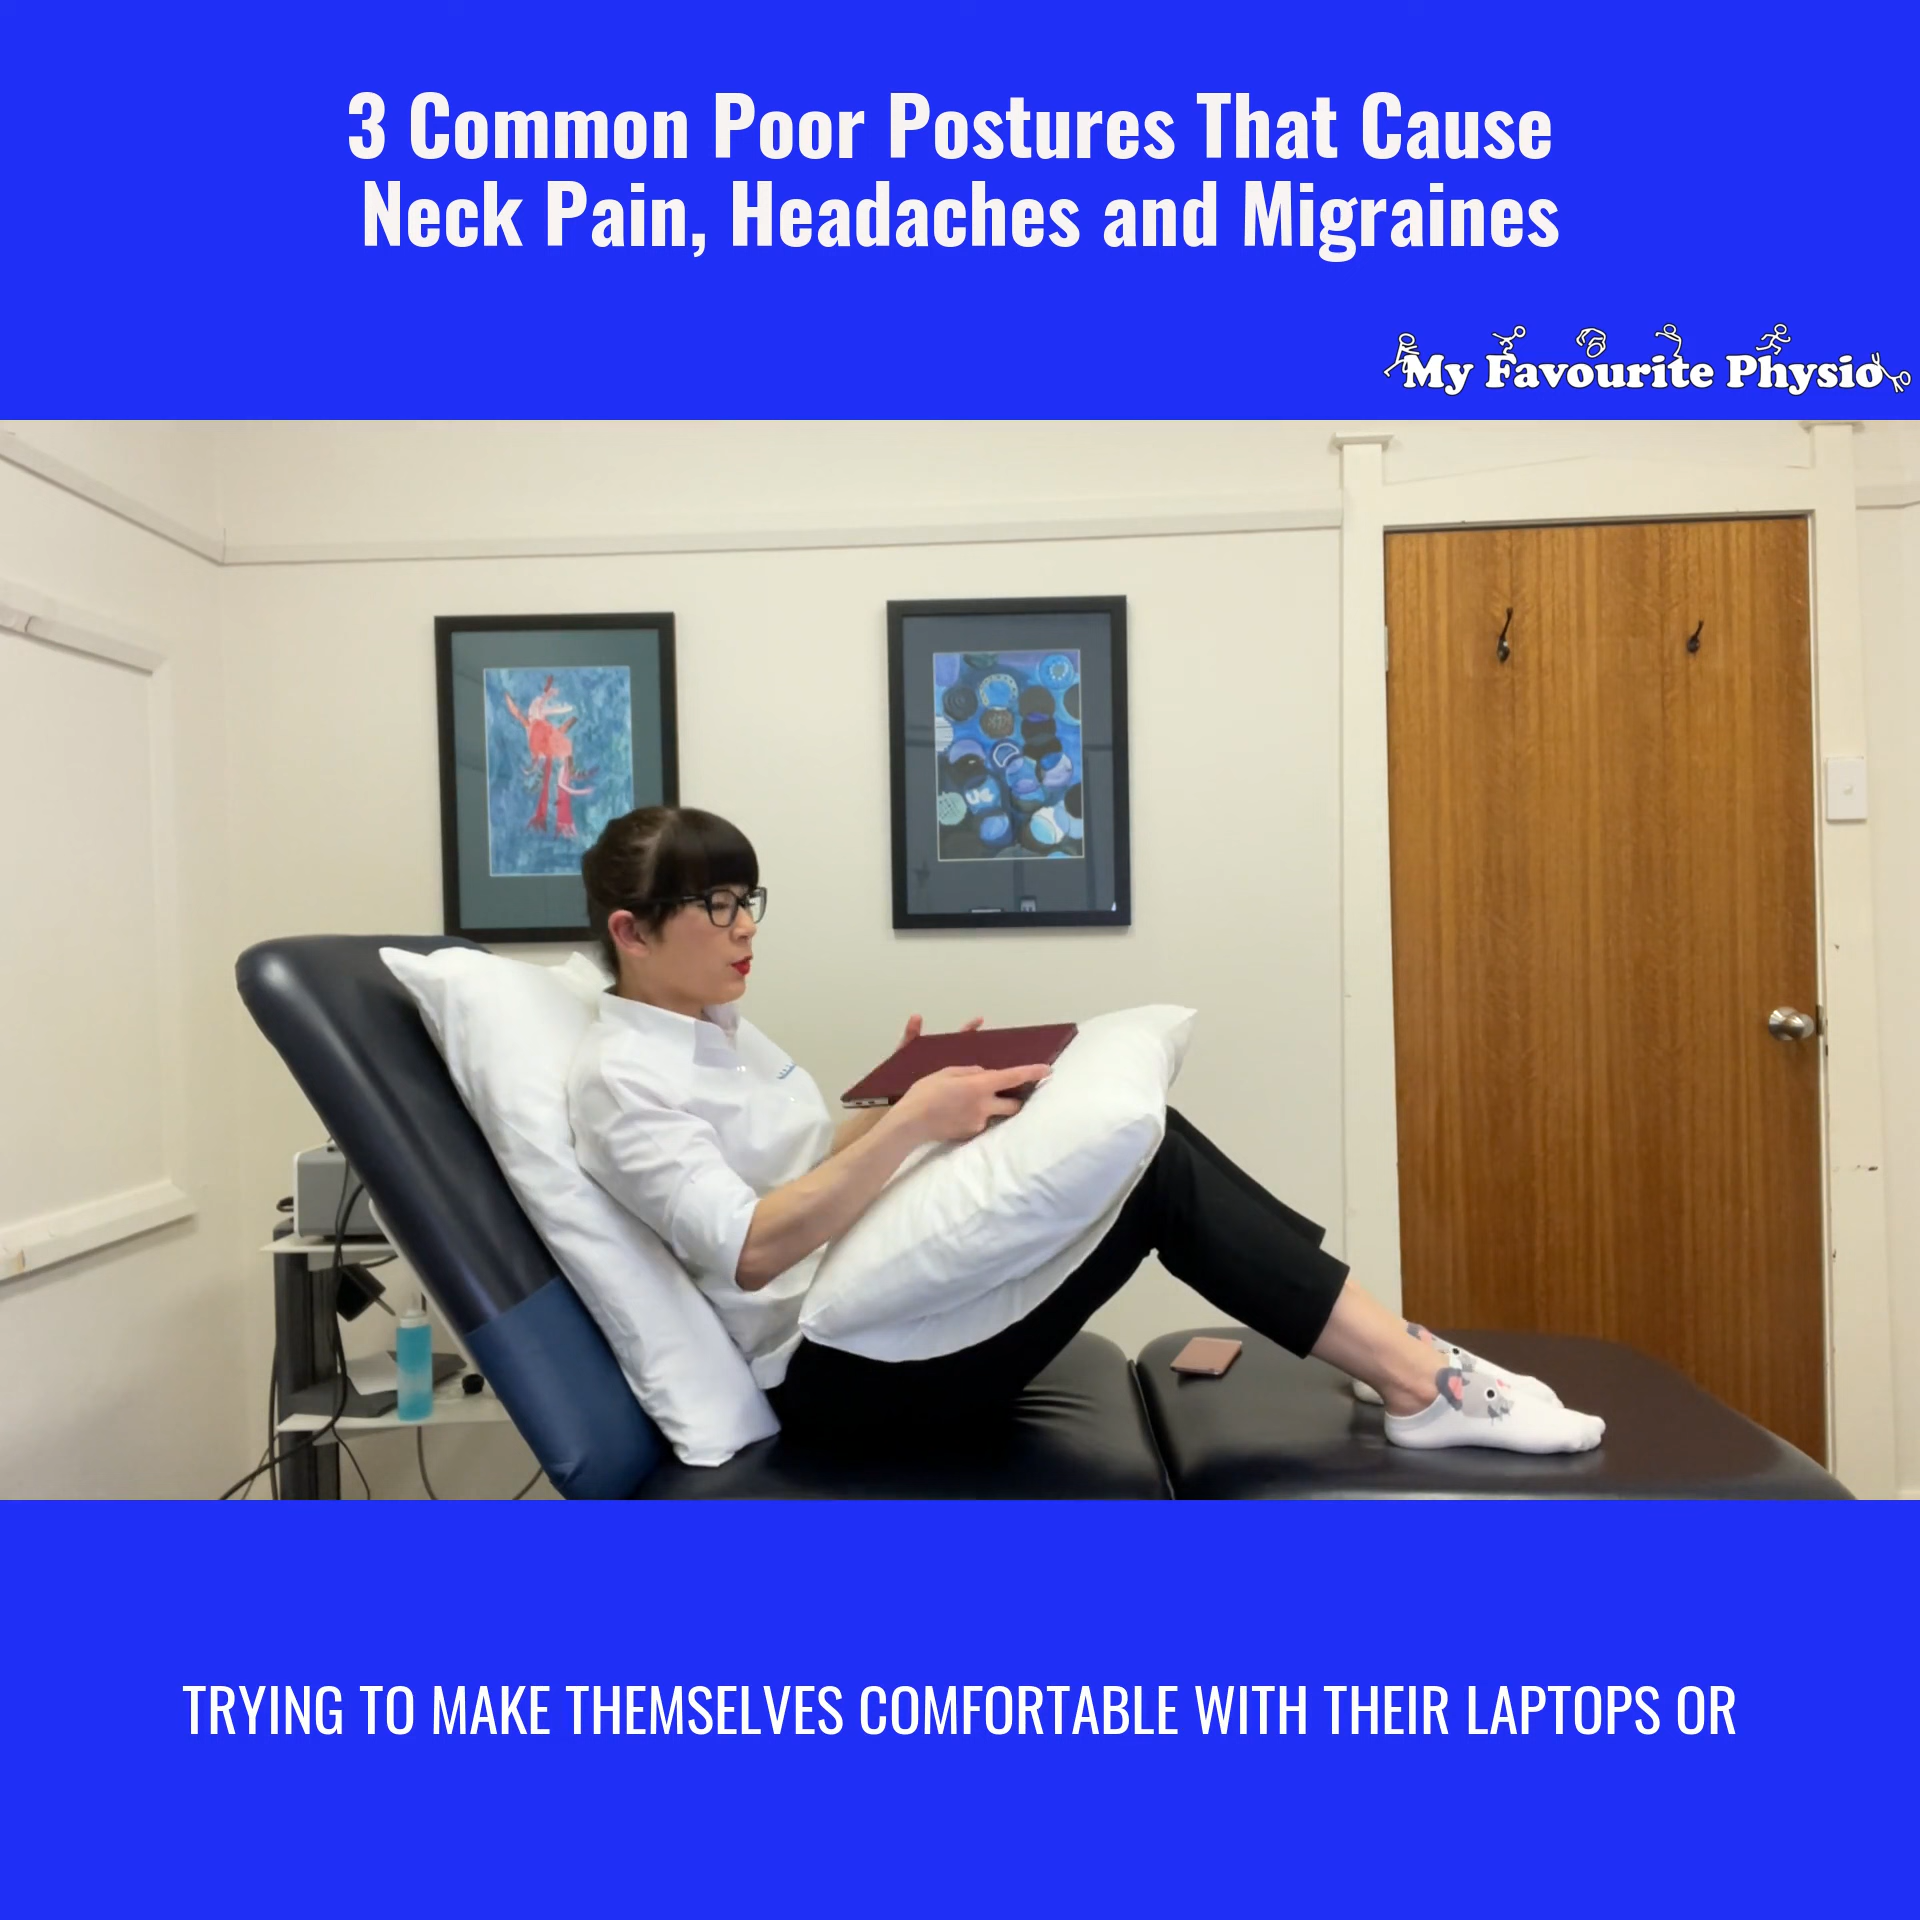 3 Common Poor Postures That Cause
Neck Pain, Headaches and Migraines
My Favourite Physio
TRYING TO MAKE THEMSELVES COMFORTABLE WITH THEIR LAPTOPS OR